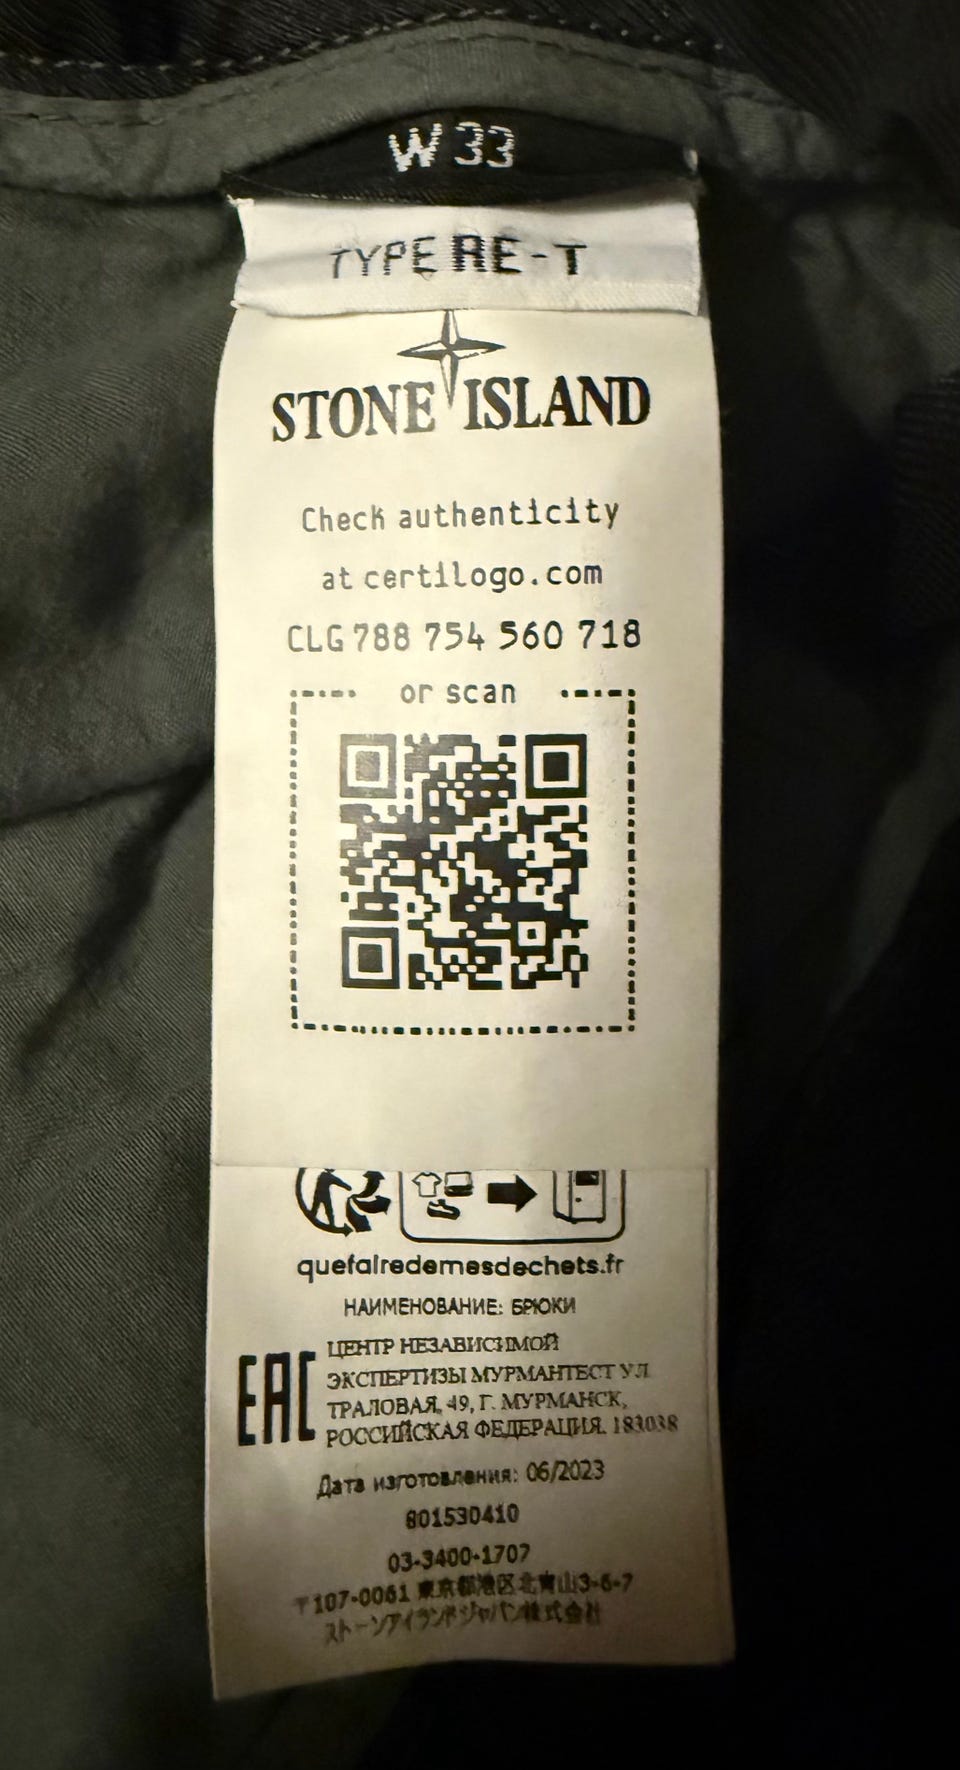 W 33
TYPE RE-T
STONE ISLAND
Check authenticity
at certilogo.com
CLG 788 754 560 718
or scan
quefairedemesdechets.fr
НАИМЕНОВАНИЕ: БРЮКИ
EAC
ЦЕНТР НЕЗАВИСИМОЙ
ЭКСПЕРТИЗЫ МУРМАНТЕСТ УЛ
ТРАЛОВАЯ, 49, Г. МУРМАНСК,
РОССИЙСКАЯ ФЕДЕРАЦИЯ. 183038
Дата изготовления: 06/2023
801530410
03-3400-1707
〒107-0061 東京都港区北青山3-6-7
ストーンアイランドジャパン株式会社